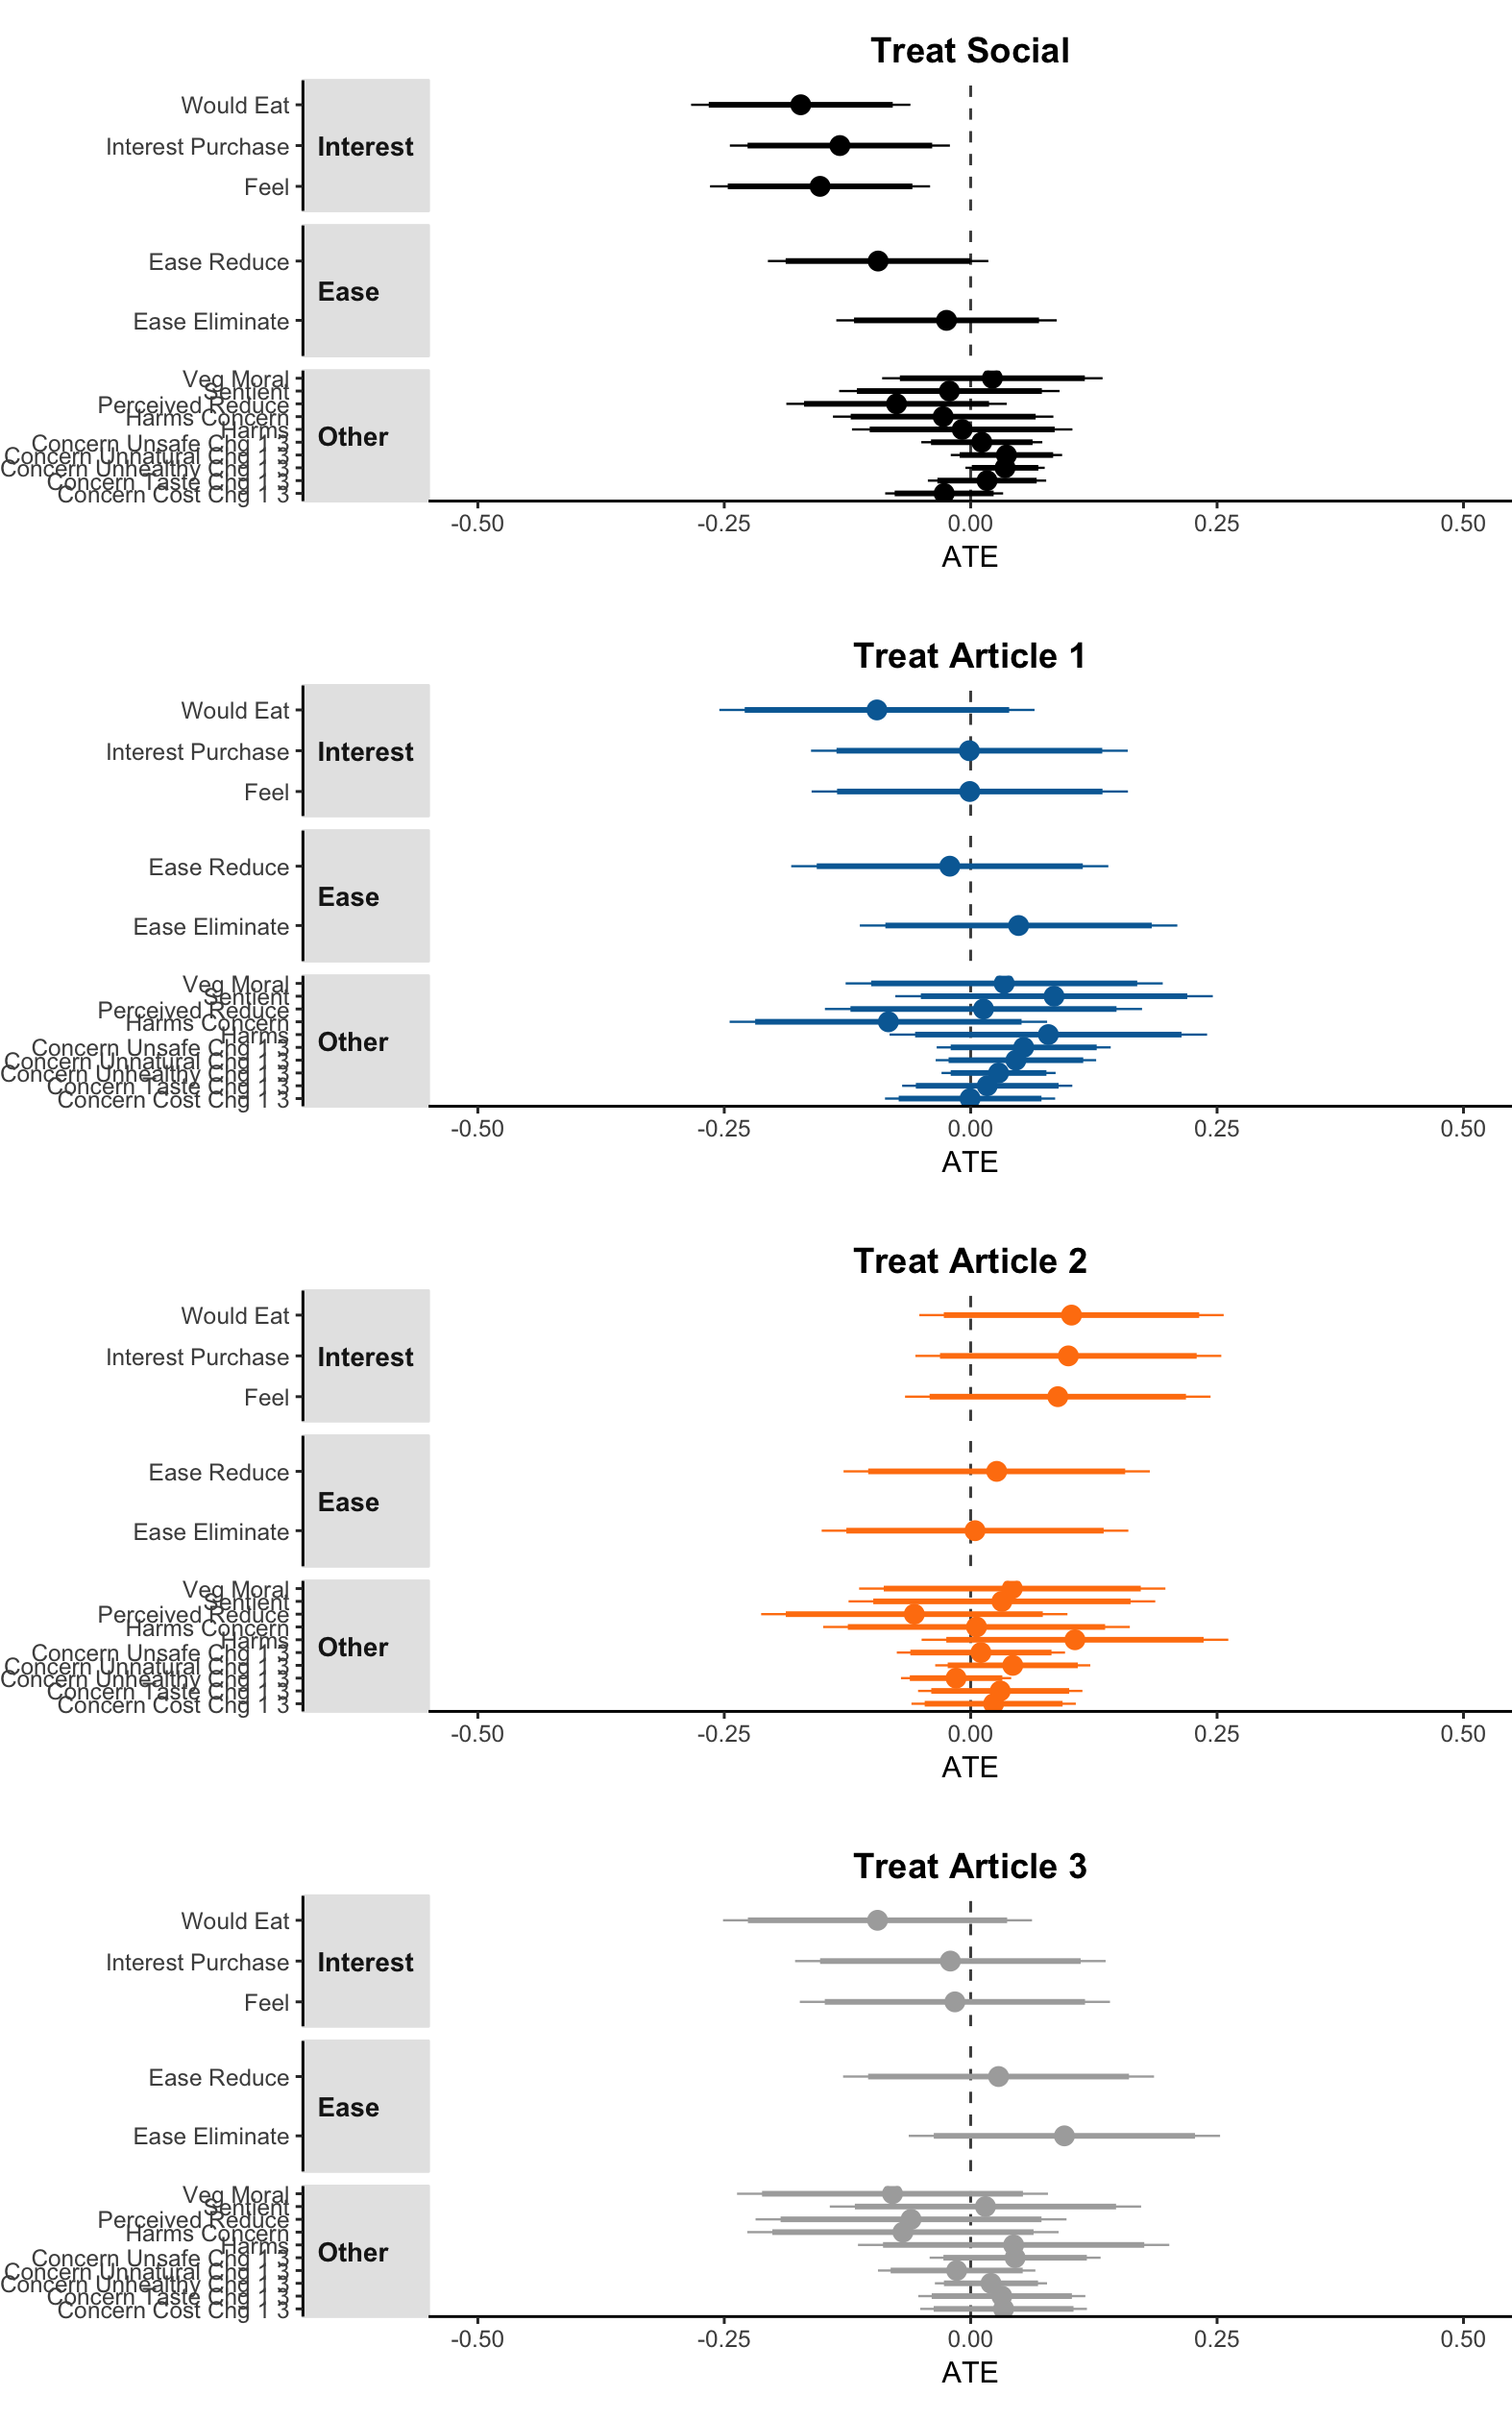 Treat Social
Would Eat
Interest Purchase
Feel
Interest
Ease Reduce
Ease Eliminate
Ease
Veg Moral
Sentient
Perceived Reduce
Harms Concern
Harms
Concern Unsafe Chg 1 3
Concern Unnatural Chg 1 3
Concern Unhealthy Chg 1 3
Concern Taste Chg 1 3
Concern Cost Chg 1 3
Other
-0.50 -0.25 0.00 0.25 0.50
ATE
Treat Article 1
Would Eat
Interest Purchase
Feel
Interest
Ease Reduce
Ease Eliminate
Ease
Veg Moral
Sentient
Perceived Reduce
Harms Concern
Harms
Concern Unsafe Chg 1 3
Concern Unnatural Chg 1 3
Concern Unhealthy Chg 1 3
Concern Taste Chg 1 3
Concern Cost Chg 1 3
Other
-0.50 -0.25 0.00 0.25 0.50
ATE
Treat Article 2
Would Eat
Interest Purchase
Feel
Interest
Ease Reduce
Ease Eliminate
Ease
Veg Moral
Sentient
Perceived Reduce
Harms Concern
Harms
Concern Unsafe Chg 1 3
Concern Unnatural Chg 1 3
Concern Unhealthy Chg 1 3
Concern Taste Chg 1 3
Concern Cost Chg 1 3
Other
-0.50 -0.25 0.00 0.25 0.50
ATE
Treat Article 3
Would Eat
Interest Purchase
Feel
Interest
Ease Reduce
Ease Eliminate
Ease
Veg Moral
Sentient
Perceived Reduce
Harms Concern
Harms
Concern Unsafe Chg 1 3
Concern Unnatural Chg 1 3
Concern Unhealthy Chg 1 3
Concern Taste Chg 1 3
Concern Cost Chg 1 3
Other
-0.50 -0.25 0.00 0.25 0.50
ATE